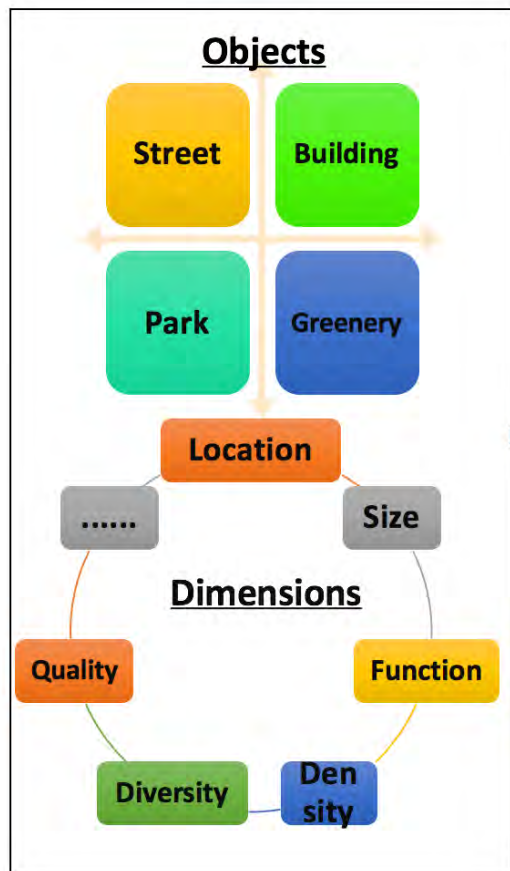 Objects
Street
Building
Park
Greenery
Location
......
Size
Dimensions
Quality
Function
Diversity
Den
sity